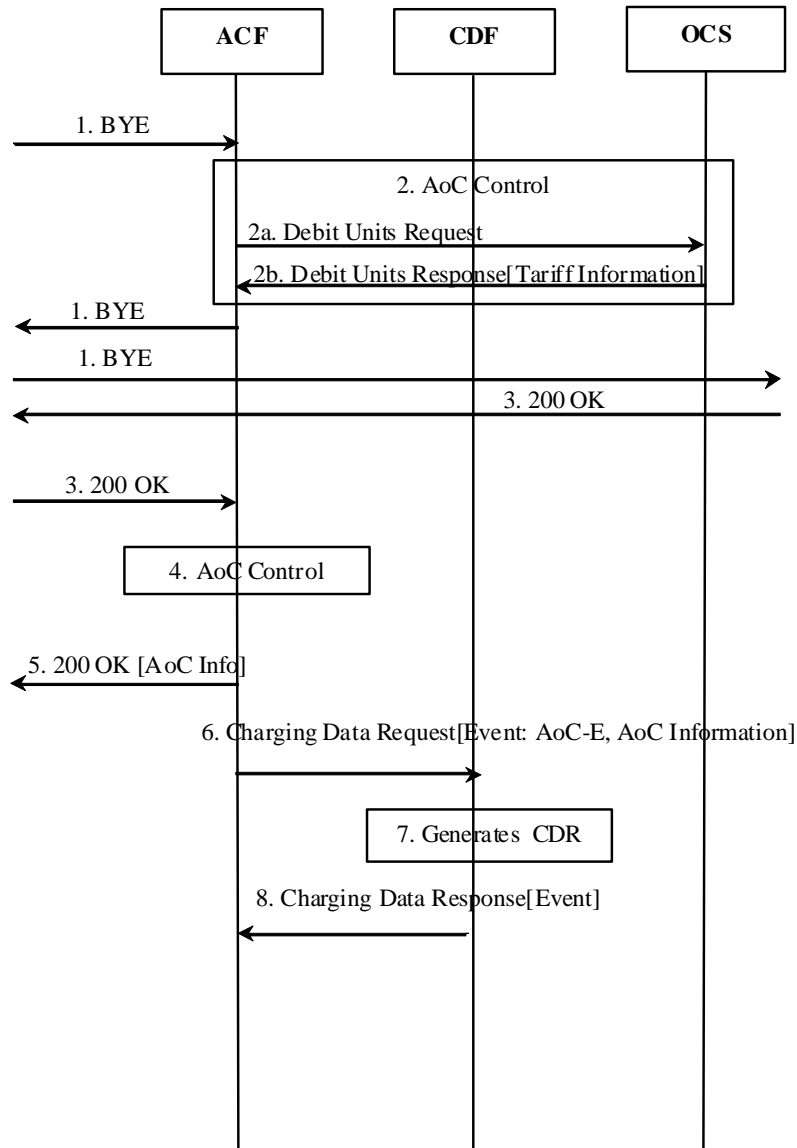 ACF
CDF
OCS
1. BYE
2. AoC Control
2a. Debit Units Request
2b. Debit Units Response[Tariff Information]
1. BYE
1. BYE
3. 200 OK
3. 200 OK
4. AoC Control
5. 200 OK [AoC Info]
6. Charging Data Request[Event: AoC-E, AoC Information]
7. Generates CDR
8. Charging Data Response[Event]